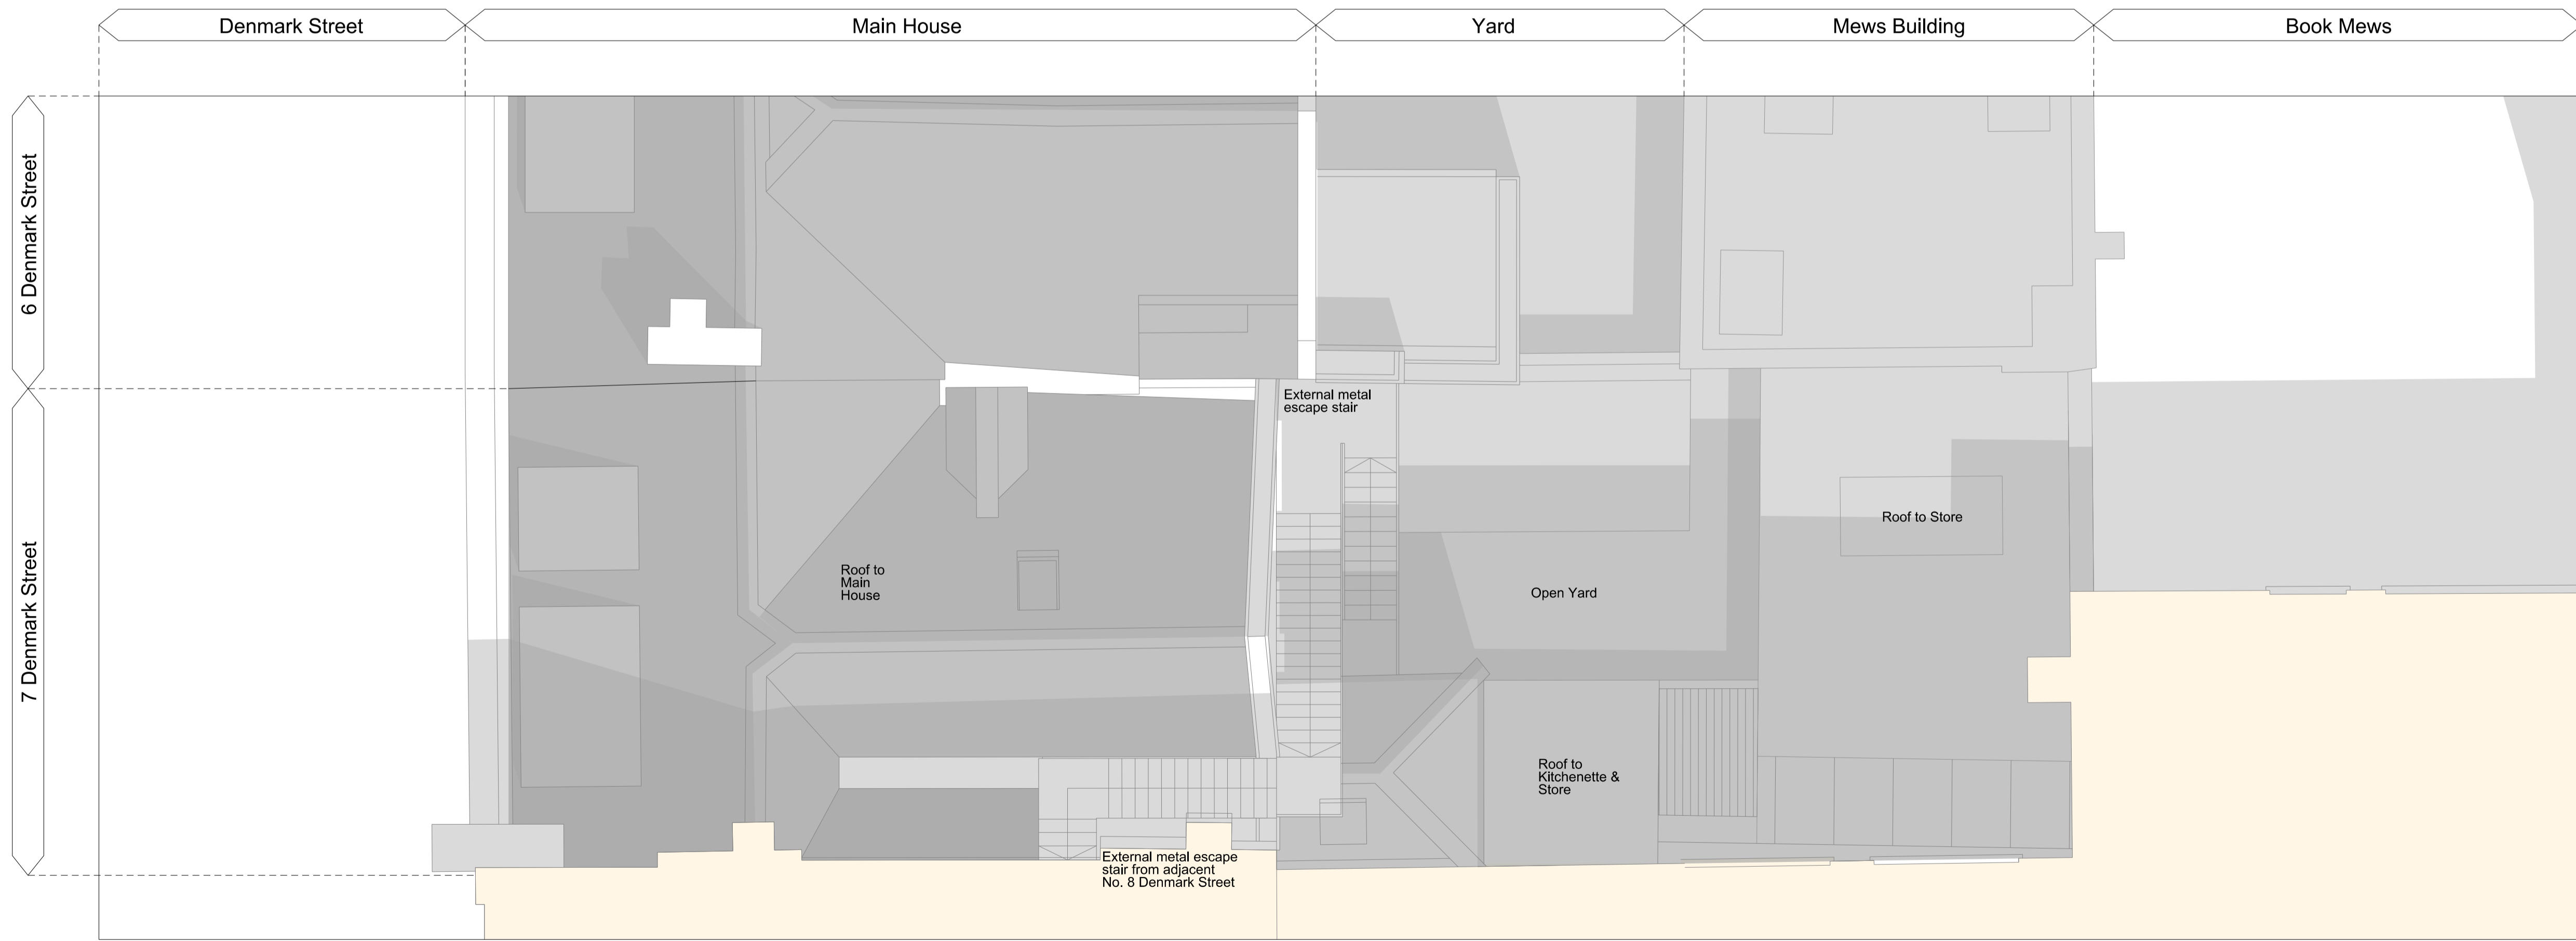 Denmark Street
Main House
Yard
Mews Building
Book Mews
6 Denmark Street
7 Denmark Street
External metal
escape stair
Roof to Store
Roof to
Main
House
Open Yard
Roof to
Kitchenette &
Store
External metal escape
stair from adjacent
No. 8 Denmark Street